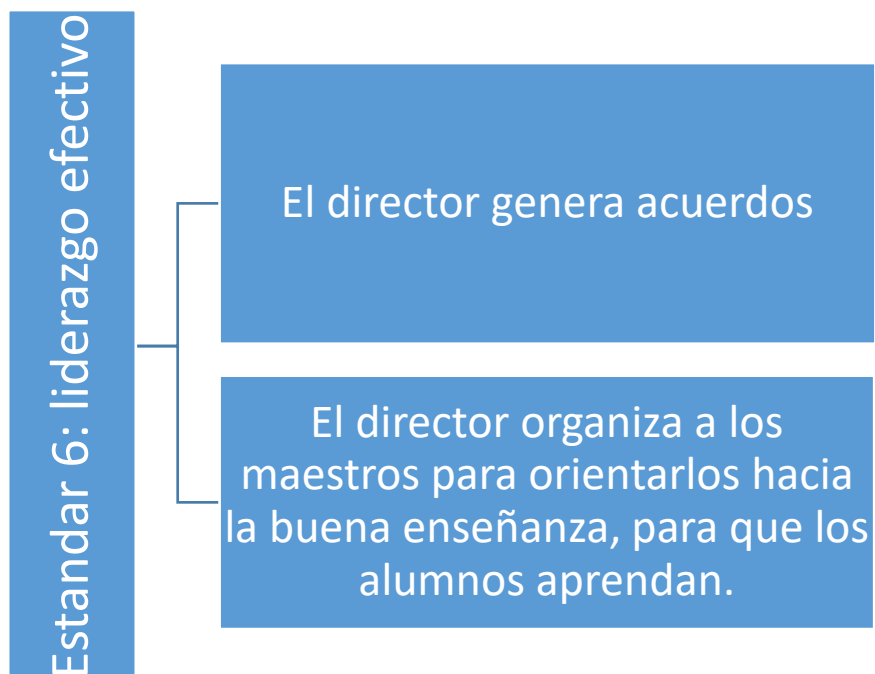 Estandar 6: liderazgo efectivo
El director genera acuerdos
El director organiza a los
maestros para orientarlos hacia
la buena enseñanza, para que los
alumnos aprendan.